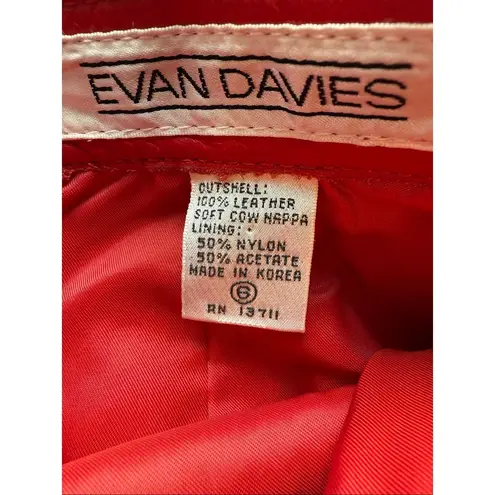 EVAN DAVIES
OUTSHELL:
100% LEATHER
SOFT COW NAPPA
LINING:
50% NYLON
50% ACETATE
MADE IN KOREA
6
RN 13711